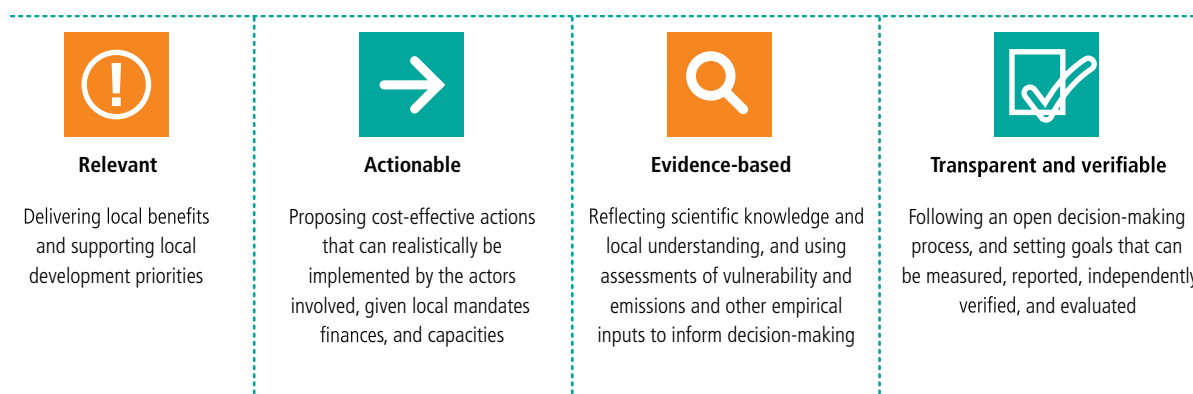 Relevant
Delivering local benefits
and supporting local
development priorities
Actionable
Proposing cost-effective actions
that can realistically be
implemented by the actors
involved, given local mandates
finances, and capacities
Evidence-based
Reflecting scientific knowledge and
local understanding, and using
assessments of vulnerability and
emissions and other empirical
inputs to inform decision-making
Transparent and verifiable
Following an open decision-making
process, and setting goals that can
be measured, reported, independently
verified, and evaluated